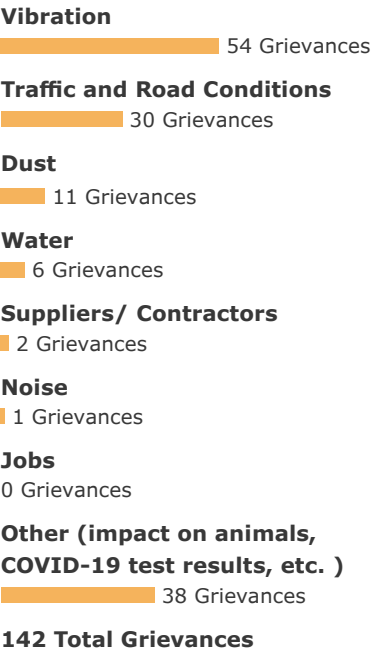 Vibration
54 Grievances
Traffic and Road Conditions
30 Grievances
Dust
11 Grievances
Water
6 Grievances
Suppliers/ Contractors
2 Grievances
Noise
1 Grievances
Jobs
0 Grievances
Other (impact on animals,
COVID-19 test results, etc. )
38 Grievances
142 Total Grievances